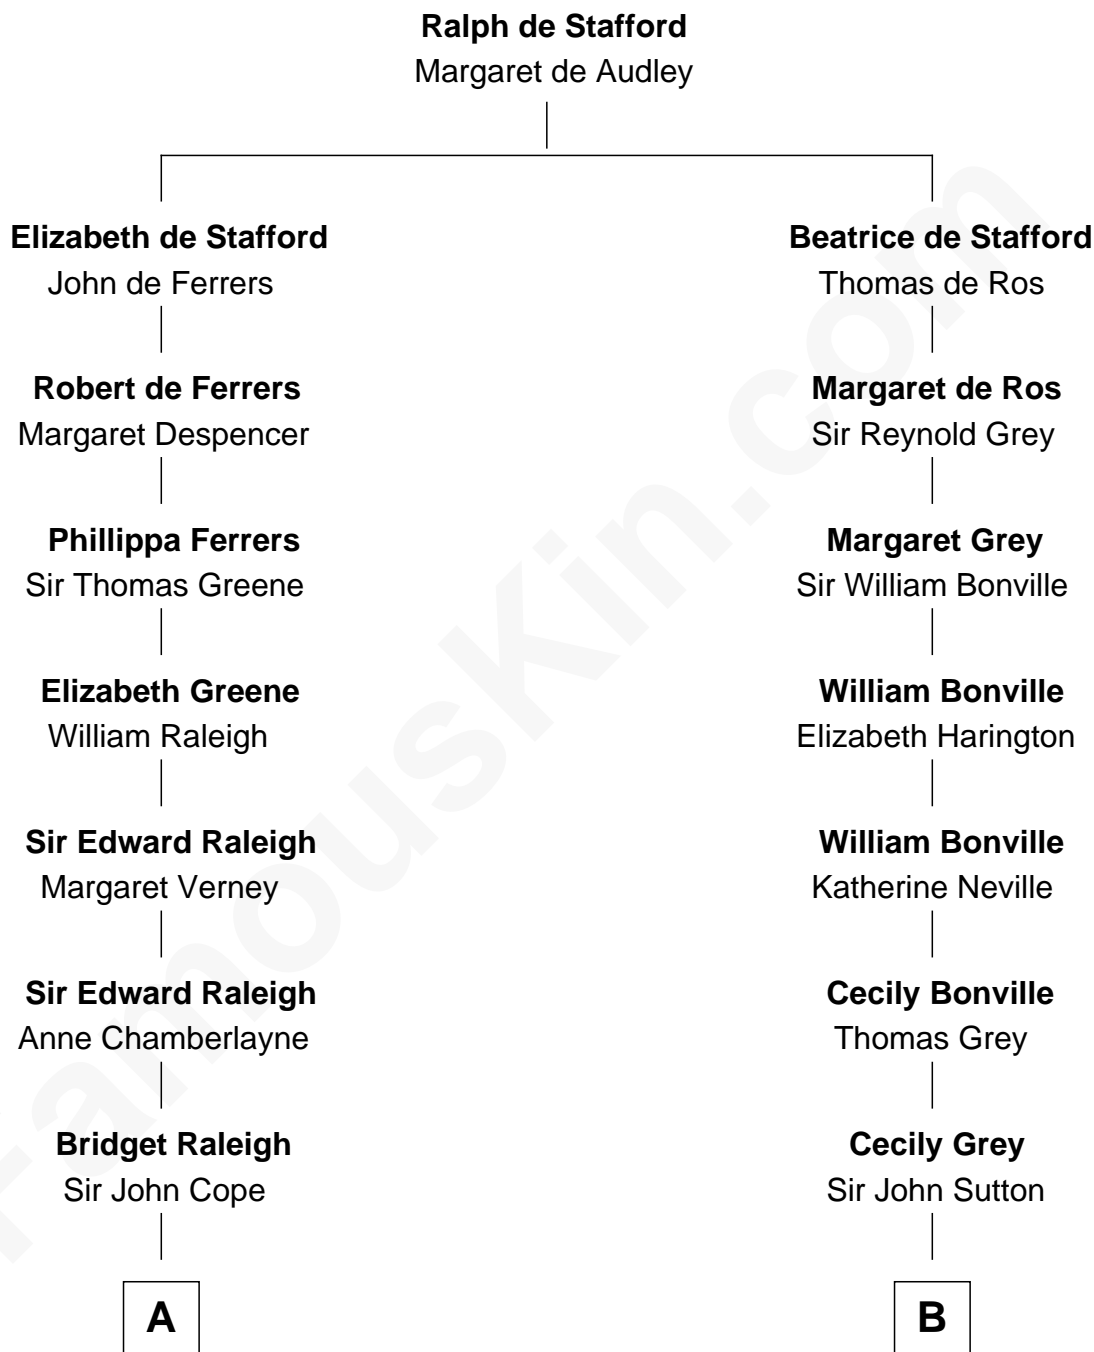 Ralph de Stafford
Margaret de Audley
Elizabeth de Stafford
John de Ferrers
Beatrice de Stafford
Thomas de Ros
Robert de Ferrers
Margaret Despencer
Margaret de Ros
Sir Reynold Grey
Phillippa Ferrers
Sir Thomas Greene
Margaret Grey
Sir William Bonville
Elizabeth Greene
William Raleigh
William Bonville
Elizabeth Harington
Sir Edward Raleigh
Margaret Verney
William Bonville
Katherine Neville
Sir Edward Raleigh
Anne Chamberlayne
Cecily Bonville
Thomas Grey
Bridget Raleigh
Sir John Cope
Cecily Grey
Sir John Sutton
A
B
FamousKin.com